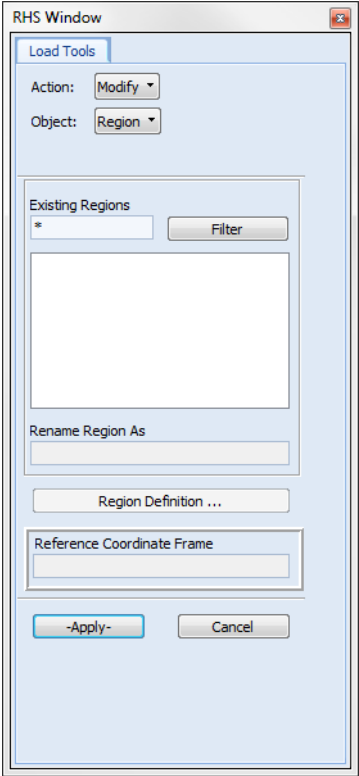 RHS Window
Load Tools
Action: Modify
Object: Region
Existing Regions
* Filter
Rename Region As
Region Definition ...
Reference Coordinate Frame
-Apply- Cancel